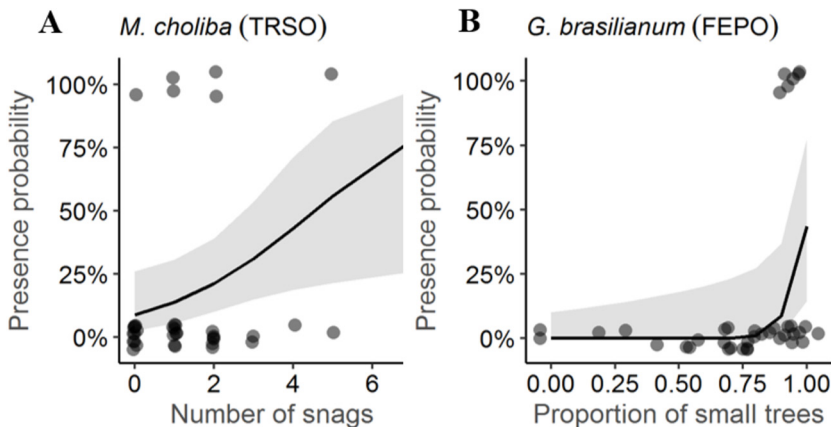 A M. choliba (TRSO)
Presence probability
100%
75%
50%
25%
0%
0 2 4 6
Number of snags
B G. brasilianum (FEPO)
Presence probability
100%
75%
50%
25%
0%
0.00 0.25 0.50 0.75 1.00
Proportion of small trees